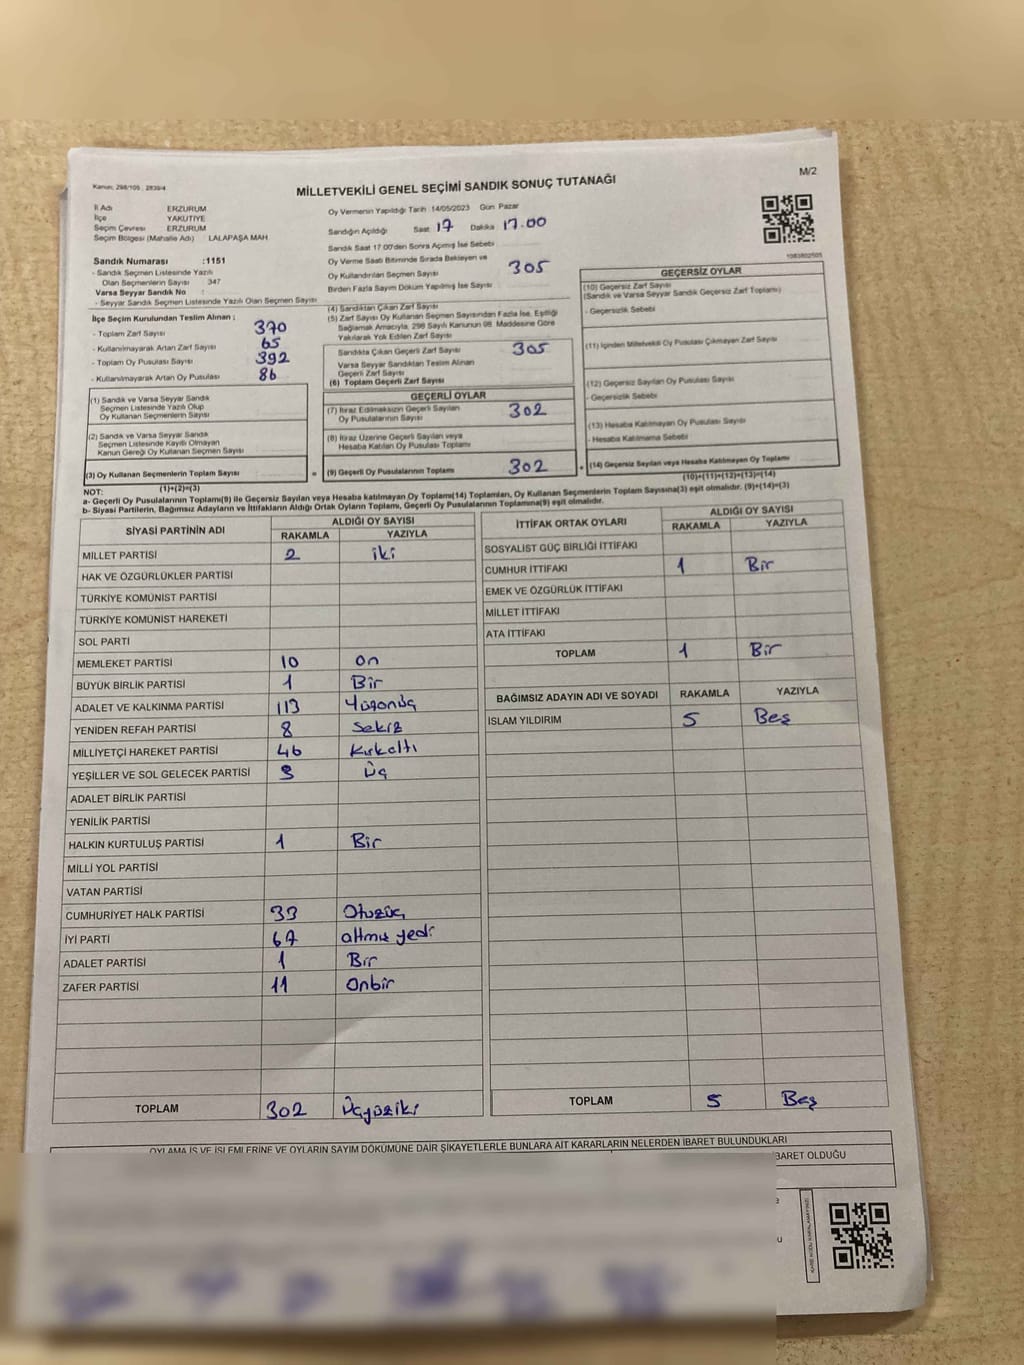 Kanun; 298/105 , 2839/4
MİLLETVEKİLİ GENEL SEÇİMİ SANDIK SONUÇ TUTANAĞI
M/2
İl Adı ERZURUM
İlçe YAKUTİYE
Seçim Çevresi ERZURUM
Seçim Bölgesi (Mahalle Adı) LALAPAŞA MAH
Sandık Numarası :1151
- Sandık Seçmen Listesinde Yazılı
Olan Seçmenlerin Sayısı 347
Varsa Seyyar Sandık No :
- Seyyar Sandık Seçmen Listesinde Yazılı Olan Seçmen Sayısı
Oy Vermenin Yapıldığı Tarih 14/05/2023 Gün Pazar
Sandığın Açıldığı Saat 17 Dakika 17.00
Sandık Saat 17:00'den Sonra Açılmış İse Sebebi
Oy Verme Saati Bitiminde Sırada Bekleyen ve
Oy Kullandırılan Seçmen Sayısı 305
Birden Fazla Sayım Döküm Yapılmış İse Sayısı
1083802505
İlçe Seçim Kurulundan Teslim Alınan ;
- Toplam Zarf Sayısı 370
- Kullanılmayarak Artan Zarf Sayısı 65
- Toplam Oy Pusulası Sayısı 392
- Kullanılmayarak Artan Oy Pusulası 86
(1) Sandık ve Varsa Seyyar Sandık
Seçmen Listesinde Yazılı Olup
Oy Kullanan Seçmenlerin Sayısı
(2) Sandık ve Varsa Seyyar Sandık
Seçmen Listesinde Kayıtlı Olmayan
Kanun Gereği Oy Kullanan Seçmenlerin Sayısı
(3) Oy Kullanan Seçmenlerin Toplam Sayısı =
(1)+(2)=(3)
(4) Sandıktan Çıkan Zarf Sayısı
(5) Zarf Sayısı Oy Kullanan Seçmen Sayısından Fazla İse, Eşitliği
Sağlamak Amacıyla, 298 Sayılı Kanunun 98. Maddesine Göre
Yakılarak Yok Edilen Zarf Sayısı
Sandıkta Çıkan Geçerli Zarf Sayısı 305
Varsa Seyyar Sandıktan Teslim Alınan
Geçerli Zarf Sayısı
(6) Toplam Geçerli Zarf Sayısı
GEÇERLİ OYLAR
(7) İtiraz Edilmeksizin Geçerli Sayılan
Oy Pusulalarının Sayısı 302
(8) İtiraz Üzerine Geçerli Sayılan veya
Hesaba Katılan Oy Pusulası Toplamı
(9) Geçerli Oy Pusulalarının Toplamı 302 +
GEÇERSİZ OYLAR
(10) Geçersiz Zarf Sayısı
(Sandık ve Varsa Seyyar Sandık Geçersiz Zarf Toplamı)
- Geçersizlik Sebebi
(11) İçinden Milletvekili Oy Pusulası Çıkmayan Zarf Sayısı
(12) Geçersiz Sayılan Oy Pusulası Sayısı
- Geçersizlik Sebebi
(13) Hesaba Katılmayan Oy Pusulası Sayısı
- Hesaba Katılmama Sebebi
(14) Geçersiz Sayılan veya Hesaba Katılmayan Oy Toplamı
(10)+(11)+(12)+(13)=(14)
NOT:
a- Geçerli Oy Pusulalarının Toplamı(9) ile Geçersiz Sayılan veya Hesaba katılmayan Oy Toplamı(14) Toplamları, Oy Kullanan Seçmenlerin Toplam Sayısına(3) eşit olmalıdır. (9)+(14)=(3)
b- Siyasi Partilerin, Bağımsız Adayların ve İttifakların Aldığı Ortak Oyların Toplamı, Geçerli Oy Pusulalarının Toplamına(9) eşit olmalıdır.
SİYASİ PARTİNİN ADI ALDIĞI OY SAYISI
RAKAMLA YAZIYLA
MİLLET PARTİSİ 2 iki
HAK VE ÖZGÜRLÜKLER PARTİSİ
TÜRKİYE KOMÜNİST PARTİSİ
TÜRKİYE KOMÜNİST HAREKETİ
SOL PARTİ
MEMLEKET PARTİSİ 10 on
BÜYÜK BİRLİK PARTİSİ 1 Bir
ADALET VE KALKINMA PARTİSİ 113 Yüzonüç
YENİDEN REFAH PARTİSİ 8 Sekiz
MİLLİYETÇİ HAREKET PARTİSİ 46 Kırkaltı
YEŞİLLER VE SOL GELECEK PARTİSİ 3 Üç
ADALET BİRLİK PARTİSİ
YENİLİK PARTİSİ
HALKIN KURTULUŞ PARTİSİ 1 Bir
MİLLİ YOL PARTİSİ
VATAN PARTİSİ
CUMHURİYET HALK PARTİSİ 33 Otuzüç
İYİ PARTİ 67 altmış yedi
ADALET PARTİSİ 1 Bir
ZAFER PARTİSİ 11 Onbir
TOPLAM 302 Üçyüziki
İTTİFAK ORTAK OYLARI ALDIĞI OY SAYISI
RAKAMLA YAZIYLA
SOSYALİST GÜÇ BİRLİĞİ İTTİFAKI
CUMHUR İTTİFAKI 1 Bir
EMEK VE ÖZGÜRLÜK İTTİFAKI
MİLLET İTTİFAKI
ATA İTTİFAKI
TOPLAM 1 Bir
BAĞIMSIZ ADAYIN ADI VE SOYADI RAKAMLA YAZIYLA
İSLAM YILDIRIM 5 Beş
TOPLAM 5 Beş
OYLAMA İŞ VE İŞLEMLERİNE VE OYLARIN SAYIM DÖKÜMÜNE DAİR ŞİKAYETLERLE BUNLARA AİT KARARLARIN NELERDEN İBARET BULUNDUKLARI
İBARET OLDUĞU